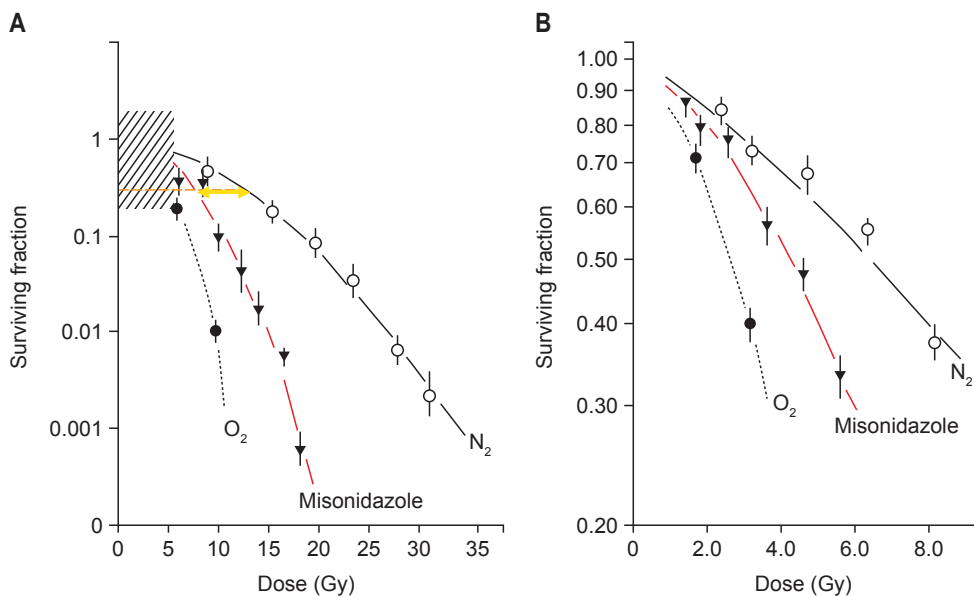 A
Surviving fraction
1
0.1
0.01
0.001
0
0 5 10 15 20 25 30 35
Dose (Gy)
O₂
Misonidazole
N₂
B
Surviving fraction
1.00
0.90
0.80
0.70
0.60
0.50
0.40
0.30
0.20
0 2.0 4.0 6.0 8.0
Dose (Gy)
O₂
Misonidazole
N₂